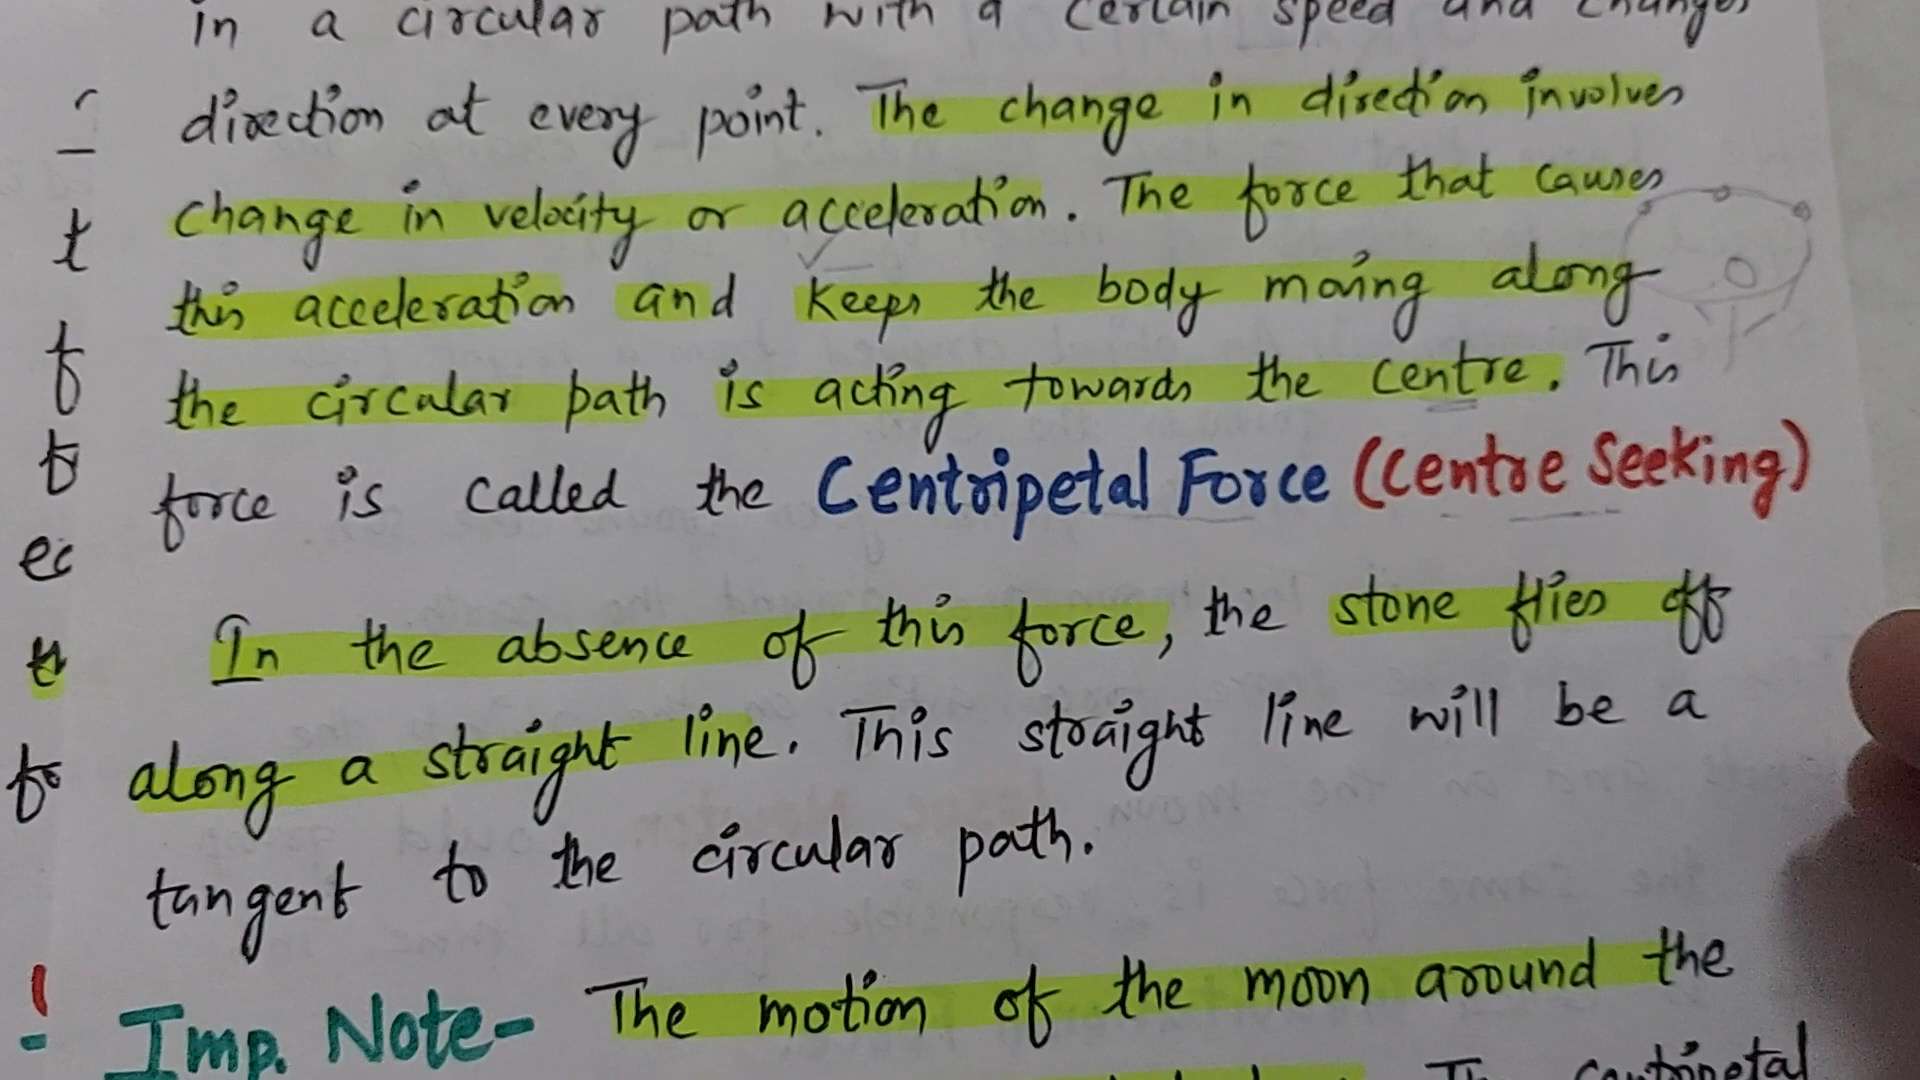 in a circular path with a certain speed and changes
direction at every point. The change in direction involves
change in velocity or acceleration. The force that causes
this acceleration and keeps the body moving along
the circular path is acting towards the centre. This
force is called the Centripetal Force (centre seeking)
In the absence of this force, the stone flies off
along a straight line. This straight line will be a
tangent to the circular path.
Imp. Note- The motion of the moon around the
centripetal